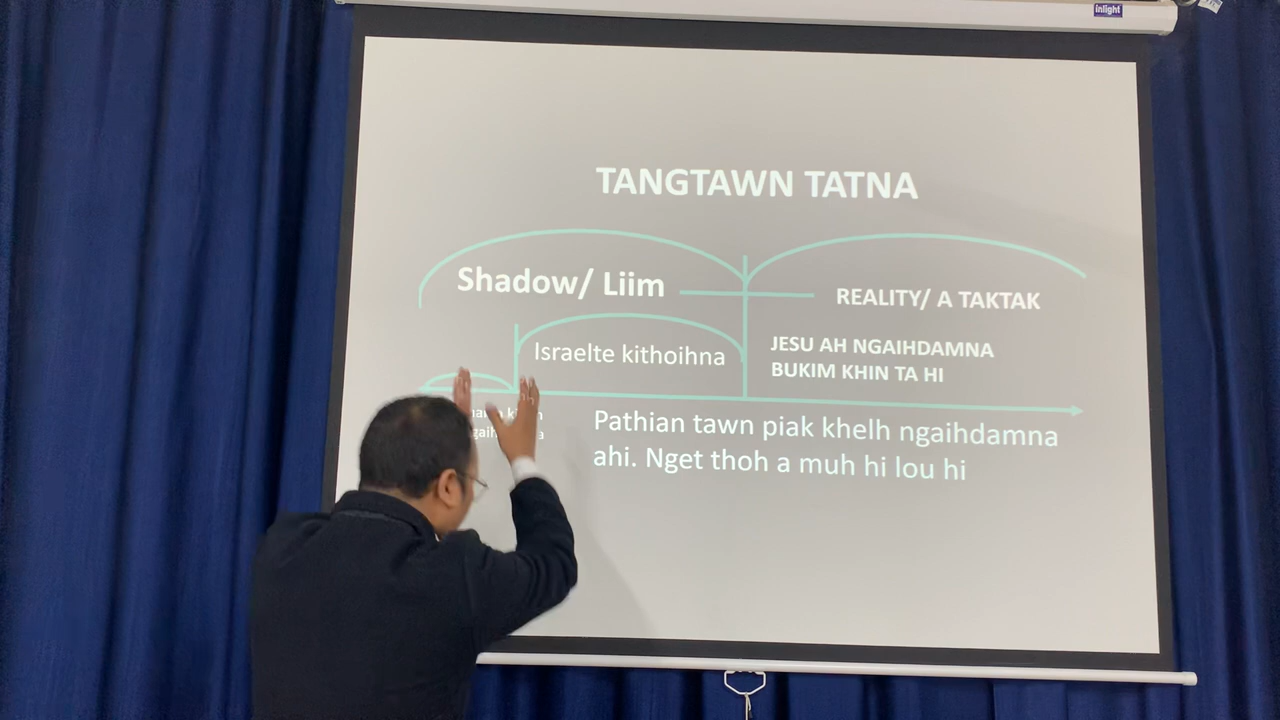 inlight
TANGTAWN TATNA
Shadow/ Liim
REALITY/ A TAKTAK
Israelte kithoihna
JESU AH NGAIHDAMNA
BUKIM KHIN TA HI
Pathian tawn piak khelh ngaihdamna
ahi. Nget thoh a muh hi lou hi